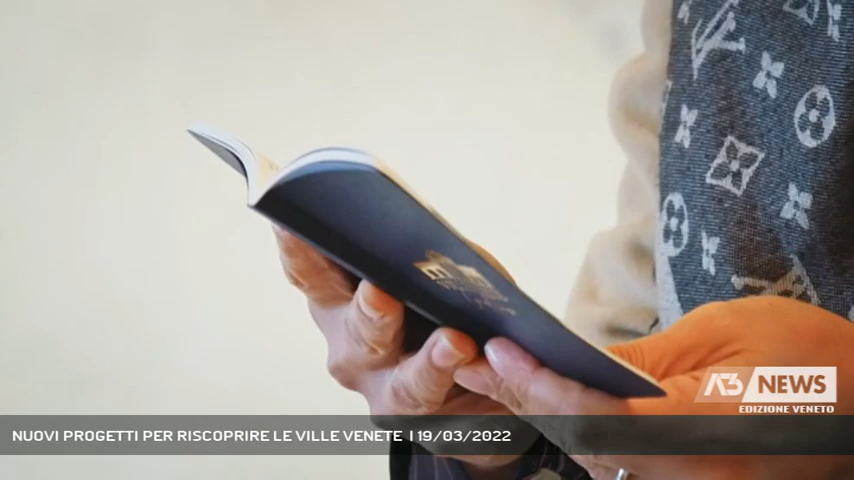 A3 NEWS
EDIZIONE VENETO
NUOVI PROGETTI PER RISCOPRIRE LE VILLE VENETE | 19/03/2022